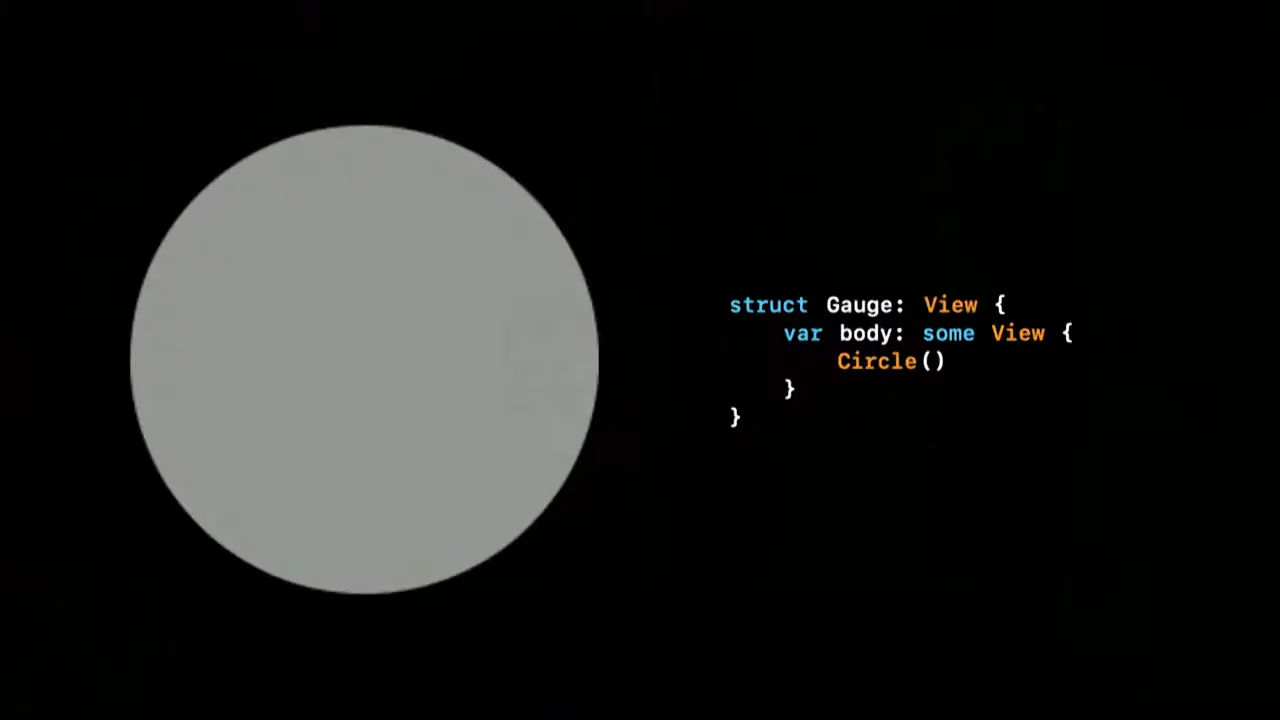 struct Gauge: View {
    var body: some View {
        Circle()
    }
}